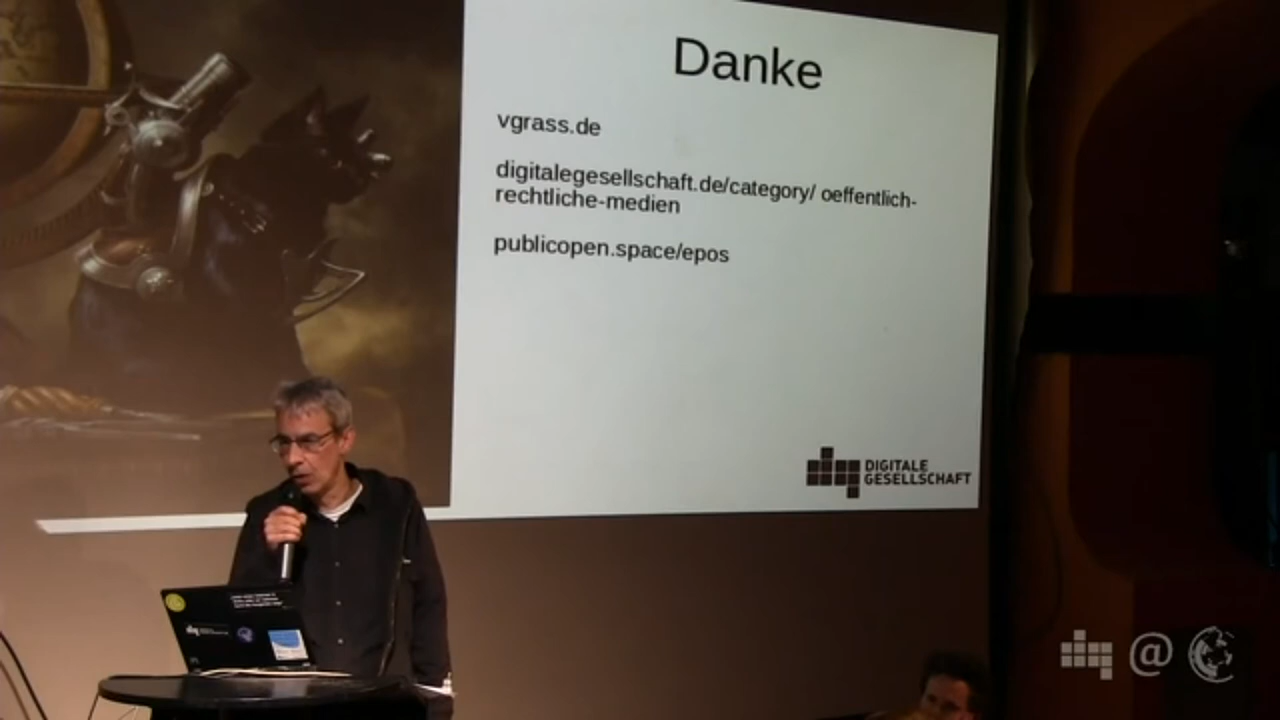 Danke
vgrass.de
digitalegesellschaft.de/category/ oeffentlich-
rechtliche-medien
publicopen.space/epos
DIGITALE
GESELLSCHAFT
@